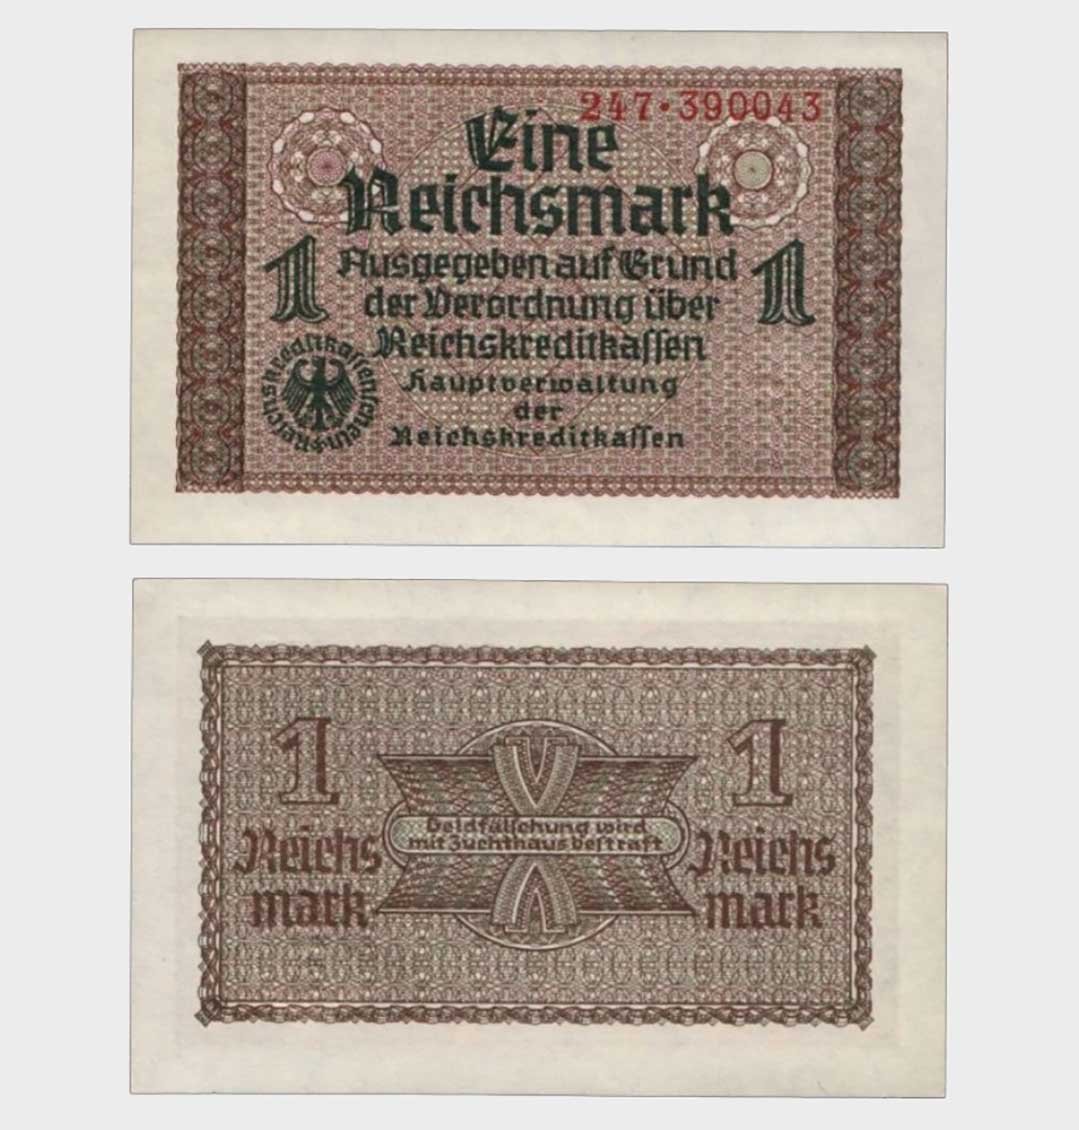 247·390043
Eine
Reichsmark
1 Ausgegeben auf Grund 1
der Verordnung über
Reichskreditkassen
Hauptverwaltung
der
Reichskreditkassen
Reichskreditkassenschein
1 1
Geldfälschung wird
mit Zuchthaus bestraft
Reichs Reichs
mark mark